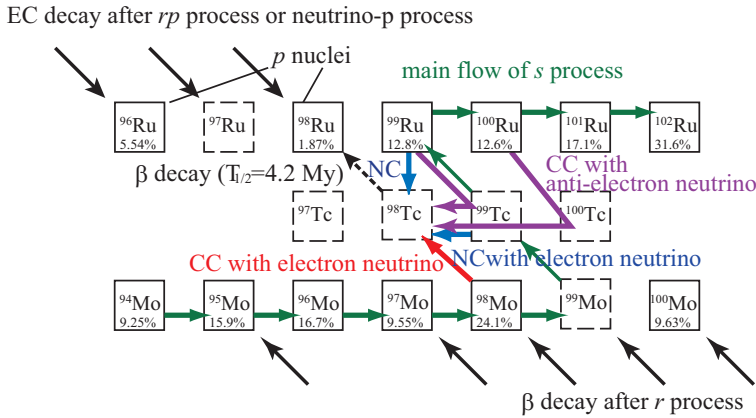 EC decay after rp process or neutrino-p process
p nuclei
main flow of s process
⁹⁶Ru
5.54%
⁹⁷Ru
⁹⁸Ru
1.87%
⁹⁹Ru
12.8%
¹⁰⁰Ru
12.6%
¹⁰¹Ru
17.1%
¹⁰²Ru
31.6%
β decay (T1/2=4.2 My)
NC
CC with
anti-electron neutrino
⁹⁷Tc
⁹⁸Tc
⁹⁹Tc
¹⁰⁰Tc
CC with electron neutrino
NCwith electron neutrino
⁹⁴Mo
9.25%
⁹⁵Mo
15.9%
⁹⁶Mo
16.7%
⁹⁷Mo
9.55%
⁹⁸Mo
24.1%
⁹⁹Mo
¹⁰⁰Mo
9.63%
β decay after r process